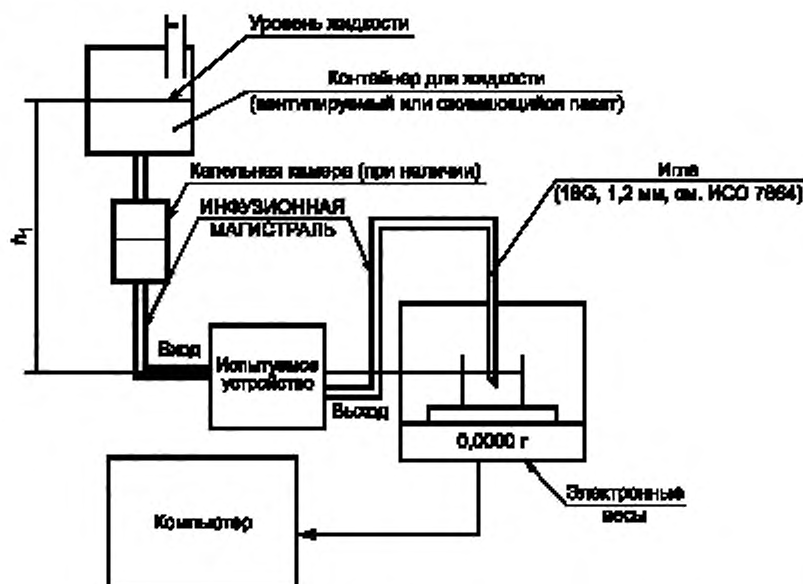 Уровень жидкости
Контейнер для жидкости
(вентилируемый или сжимающийся пакет)
Капельная камера (при наличии)
Игла
(18G, 1,2 мм, см. ИСО 7864)
ИНФУЗИОННАЯ
МАГИСТРАЛЬ
h₁
Вход
Испытуемое
устройство
Выход
0,0000 г
Электронные
весы
Компьютер